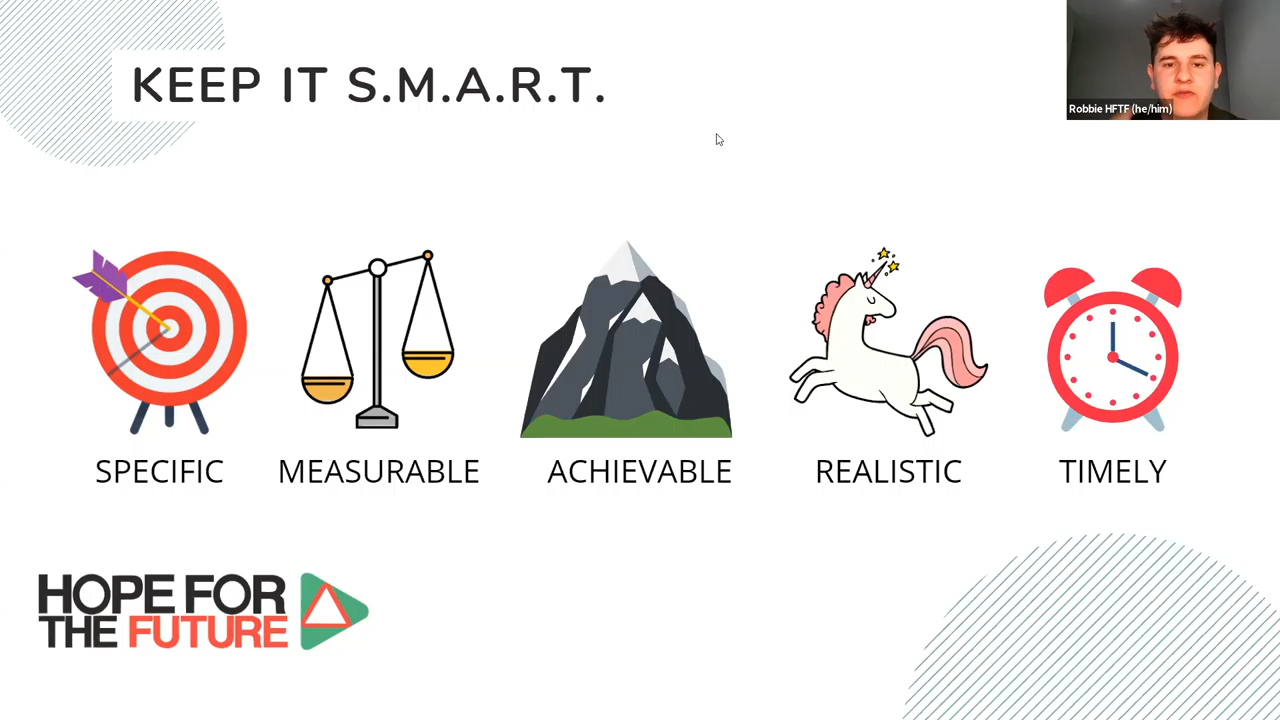 KEEP IT S.M.A.R.T.
Robbie HFTF (he/him)
SPECIFIC
MEASURABLE
ACHIEVABLE
REALISTIC
TIMELY
HOPE FOR
THE FUTURE